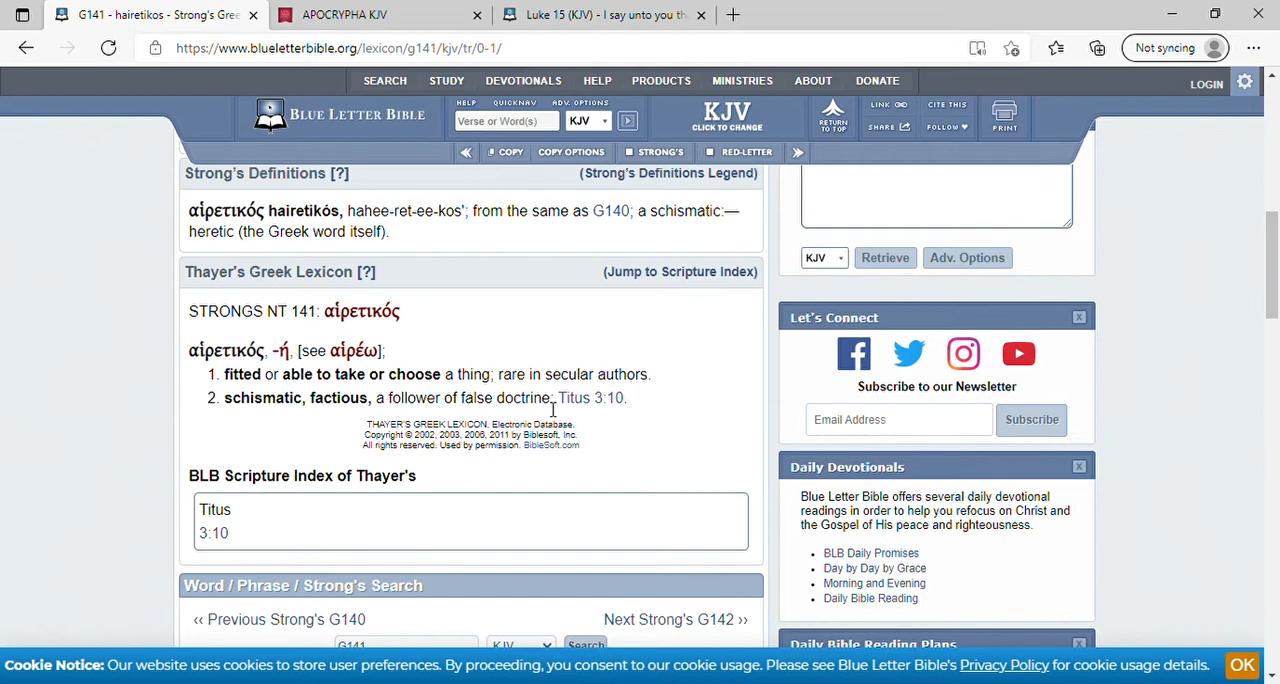 G141 - hairetikos - Strong's Gree
APOCRYPHA KJV
Luke 15 (KJV) - I say unto you th
https://www.blueletterbible.org/lexicon/g141/kjv/tr/0-1/
Not syncing
SEARCH STUDY DEVOTIONALS HELP PRODUCTS MINISTRIES ABOUT DONATE
LOGIN
BLUE LETTER BIBLE
HELP QUICKNAV ADV. OPTIONS
Verse or Word(s) KJV
KJV
CLICK TO CHANGE
RETURN
TO TOP
LINK CITE THIS
SHARE FOLLOW
PRINT
COPY COPY OPTIONS STRONG'S RED-LETTER
Strong's Definitions [?] (Strong's Definitions Legend)
αἱρετικός hairetikós, hahee-ret-ee-kos'; from the same as G140; a schismatic:—
heretic (the Greek word itself).
Thayer's Greek Lexicon [?] (Jump to Scripture Index)
STRONGS NT 141: αἱρετικός
αἱρετικός, -ή, [see αἱρέω];
1. fitted or able to take or choose a thing; rare in secular authors.
2. schismatic, factious, a follower of false doctrine: Titus 3:10.
THAYER'S GREEK LEXICON, Electronic Database.
Copyright © 2002, 2003, 2006, 2011 by Biblesoft, Inc.
All rights reserved. Used by permission. BibleSoft.com
BLB Scripture Index of Thayer's
Titus
3:10
Word / Phrase / Strong's Search
‹‹ Previous Strong's G140 Next Strong's G142 ››
G141 KJV Search
KJV Retrieve Adv. Options
Let's Connect X
Subscribe to our Newsletter
Email Address Subscribe
Daily Devotionals X
Blue Letter Bible offers several daily devotional
readings in order to help you refocus on Christ and
the Gospel of His peace and righteousness.
• BLB Daily Promises
• Day by Day by Grace
• Morning and Evening
• Daily Bible Reading
Daily Bible Reading Plans X
Cookie Notice: Our website uses cookies to store user preferences. By proceeding, you consent to our cookie usage. Please see Blue Letter Bible's Privacy Policy for cookie usage details. OK